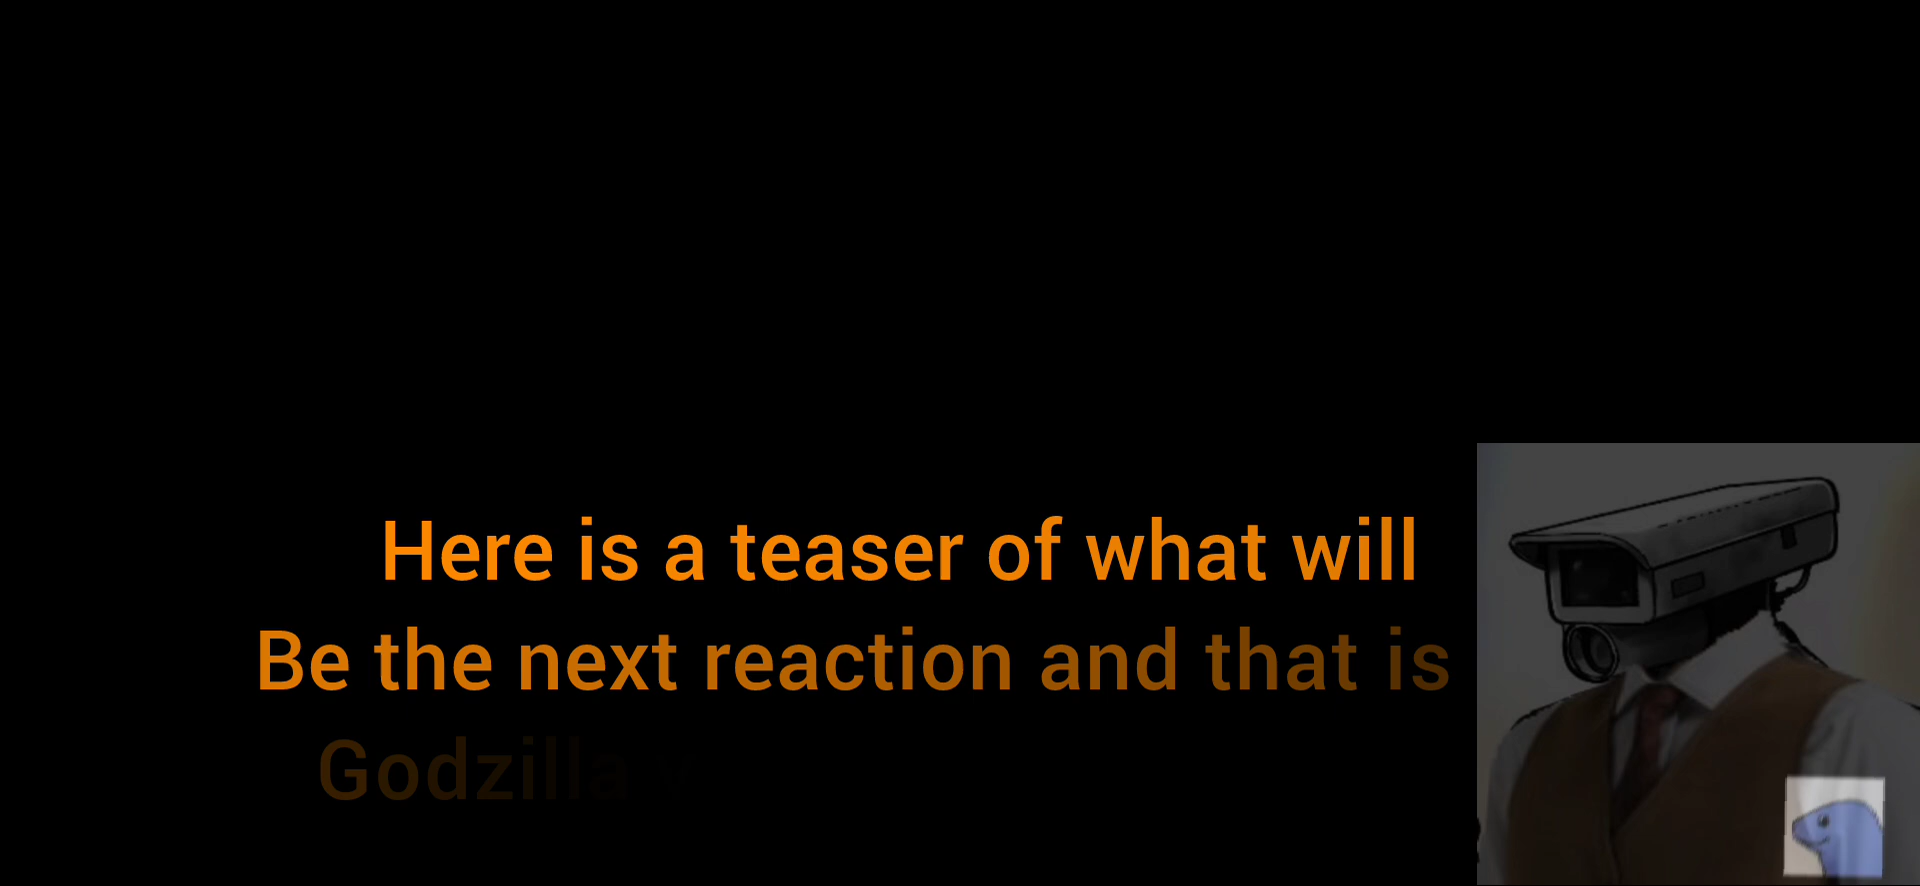 Here is a teaser of what will
Be the next reaction and that is
Godzilla v